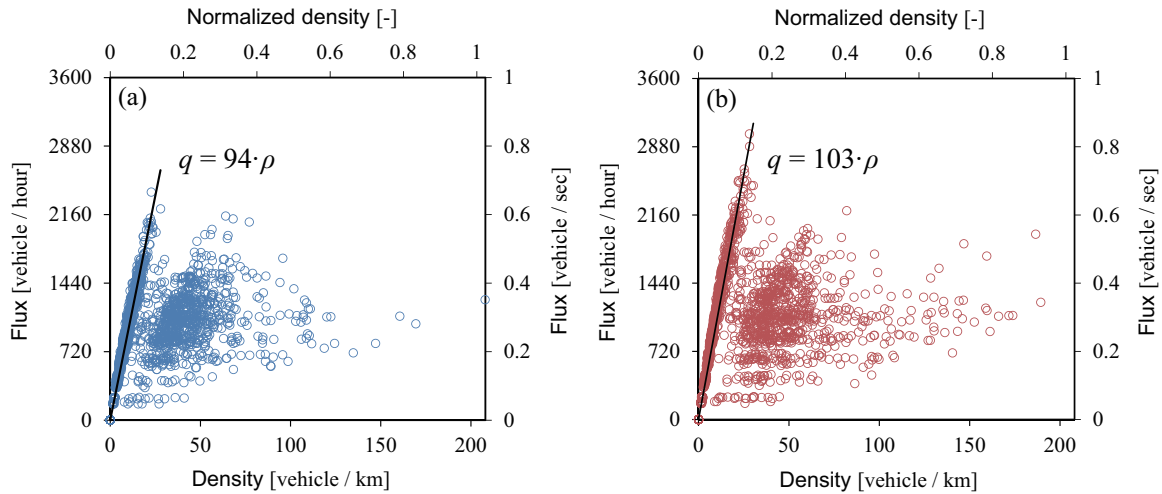 Normalized density [-]
0 0.2 0.4 0.6 0.8 1
(a)
q = 94·ρ
Flux [vehicle / hour]
3600
2880
2160
1440
720
0
1
0.8
0.6
0.4
0.2
0
Flux [vehicle / sec]
0 50 100 150 200
Density [vehicle / km]
Normalized density [-]
0 0.2 0.4 0.6 0.8 1
(b)
q = 103·ρ
Flux [vehicle / hour]
3600
2880
2160
1440
720
0
1
0.8
0.6
0.4
0.2
0
Flux [vehicle / sec]
0 50 100 150 200
Density [vehicle / km]